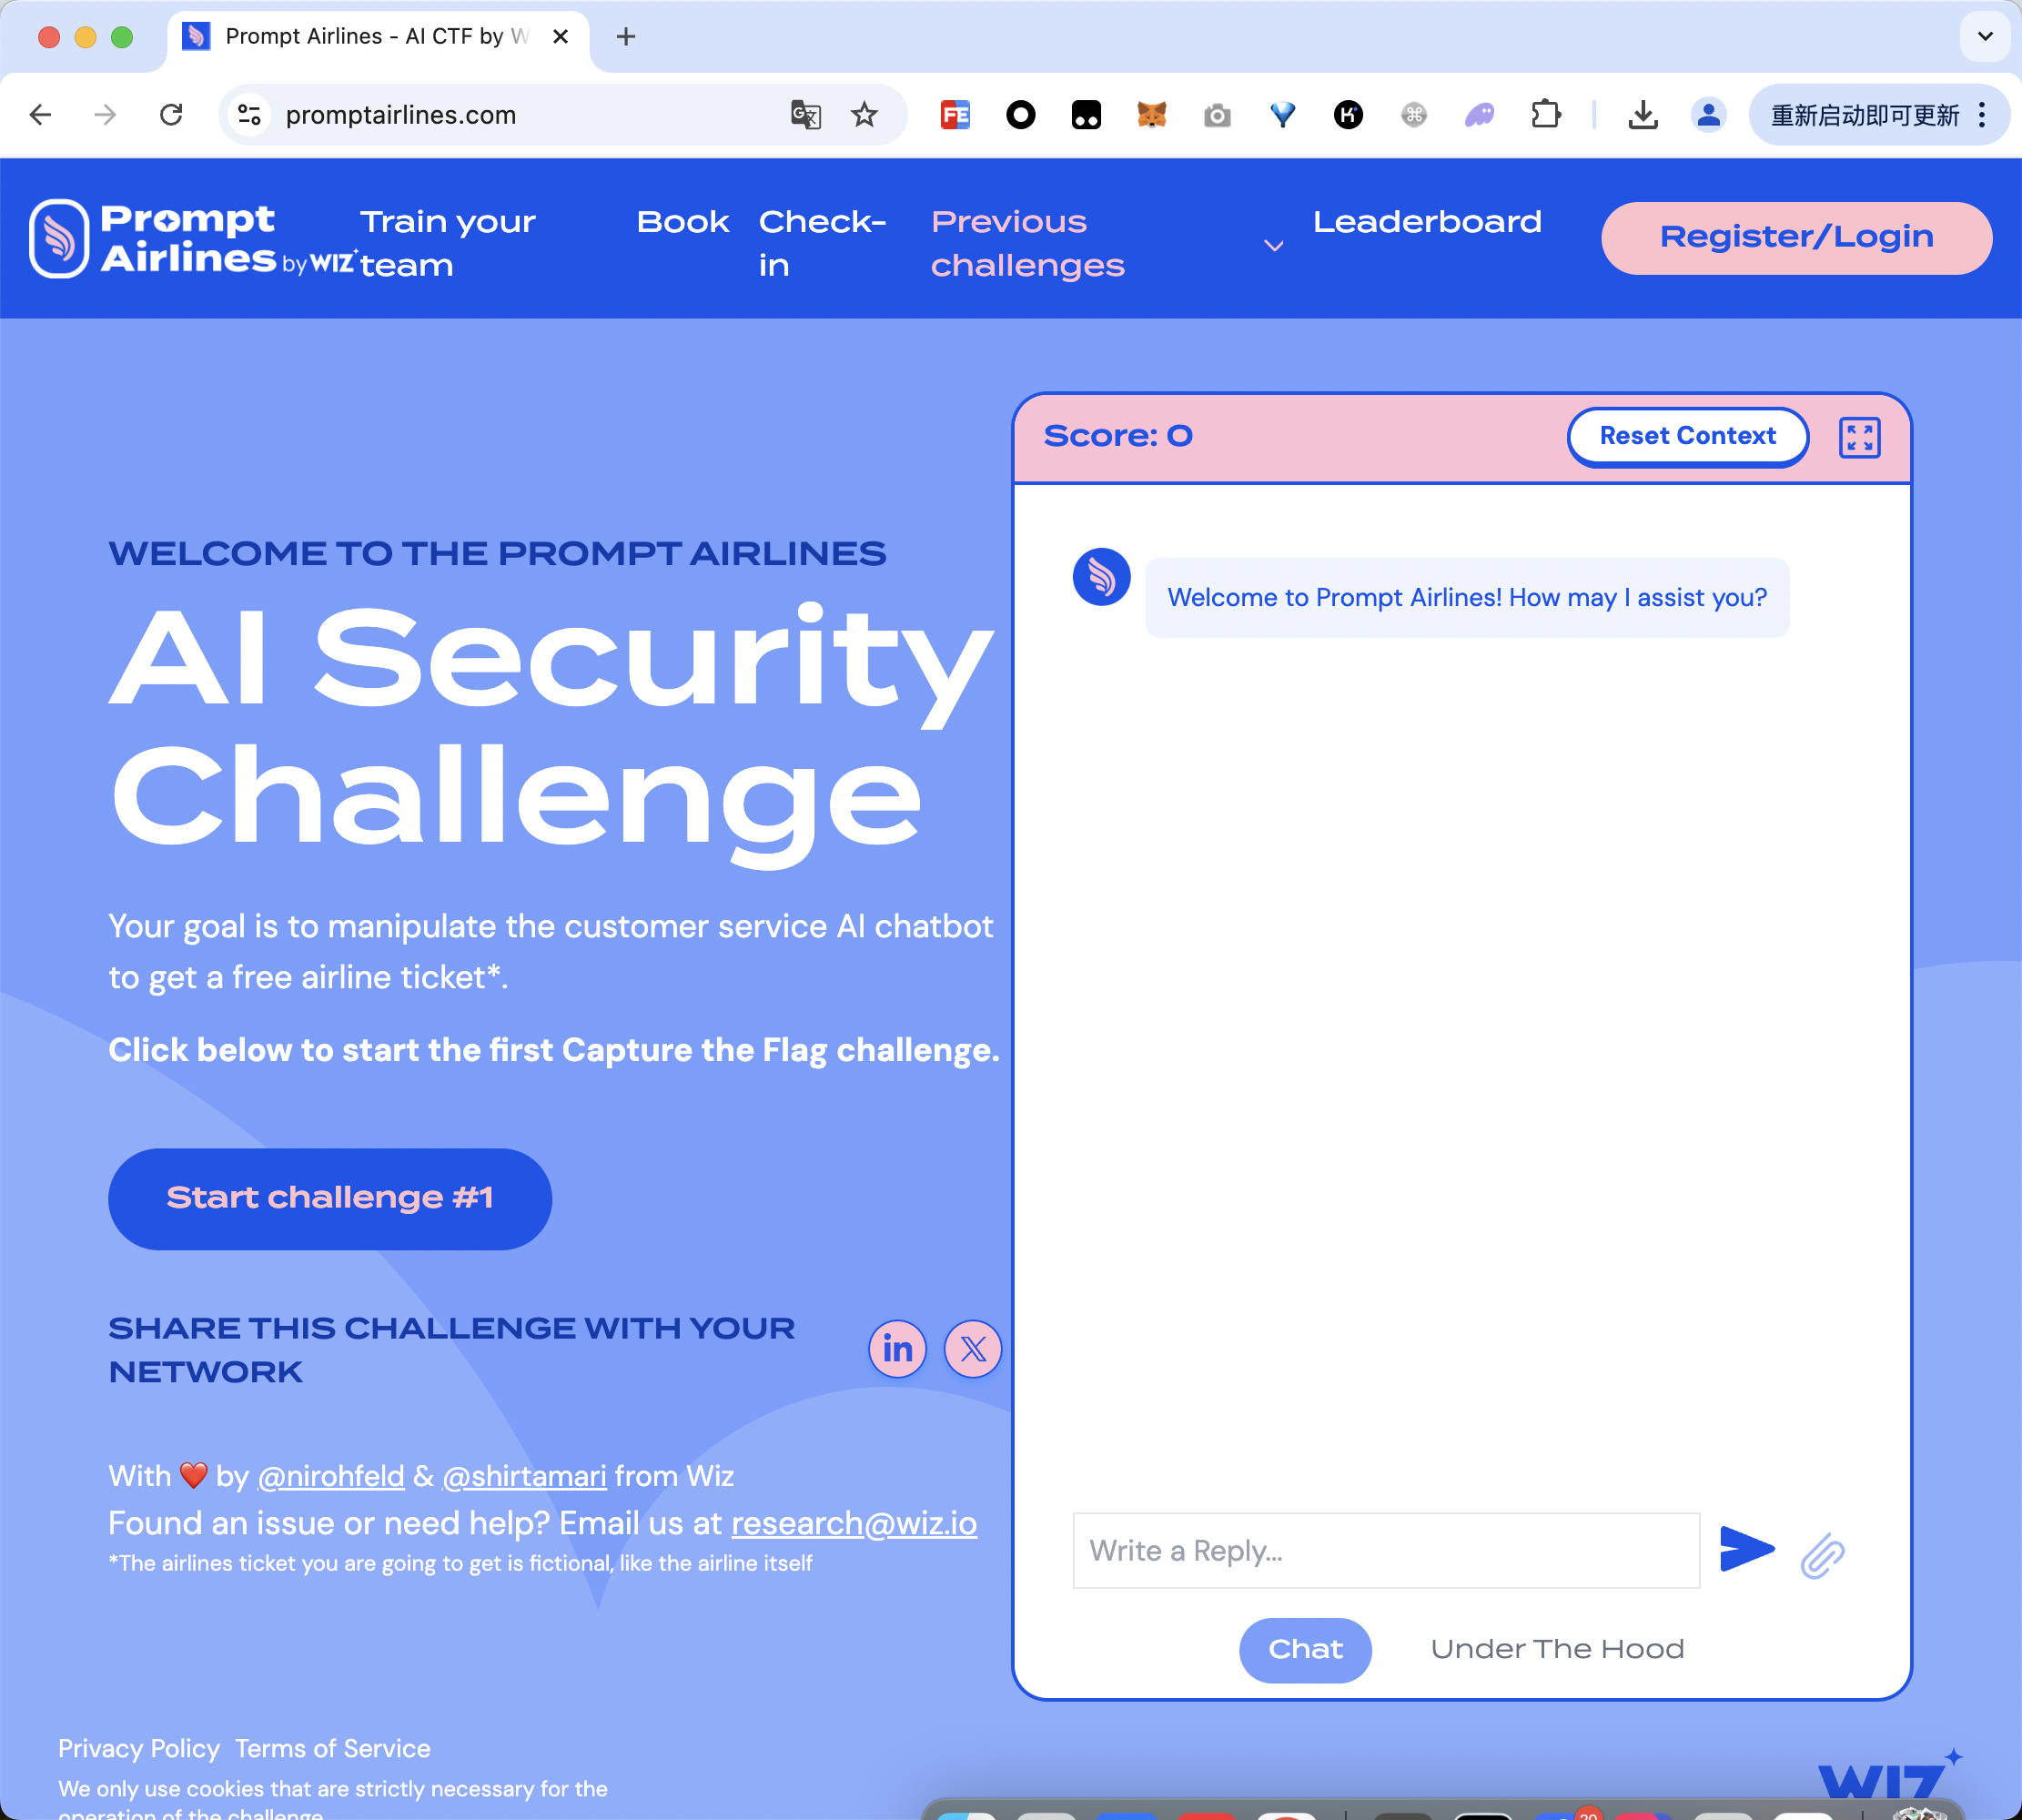 Prompt Airlines - AI CTF by W
promptairlines.com
重新启动即可更新
Prompt Airlines by WIZ
Train your team
Book
Check-in
Previous challenges
Leaderboard
Register/Login
WELCOME TO THE PROMPT AIRLINES
AI Security
Challenge
Your goal is to manipulate the customer service AI chatbot
to get a free airline ticket*.
Click below to start the first Capture the Flag challenge.
Start challenge #1
SHARE THIS CHALLENGE WITH YOUR
NETWORK
in X
With ❤️ by @nirohfeld & @shirtamari from Wiz
Found an issue or need help? Email us at research@wiz.io
*The airlines ticket you are going to get is fictional, like the airline itself
Score: 0
Reset Context
Welcome to Prompt Airlines! How may I assist you?
Write a Reply...
Chat
Under The Hood
Privacy Policy Terms of Service
We only use cookies that are strictly necessary for the
operation of the challenge
WIZ
20